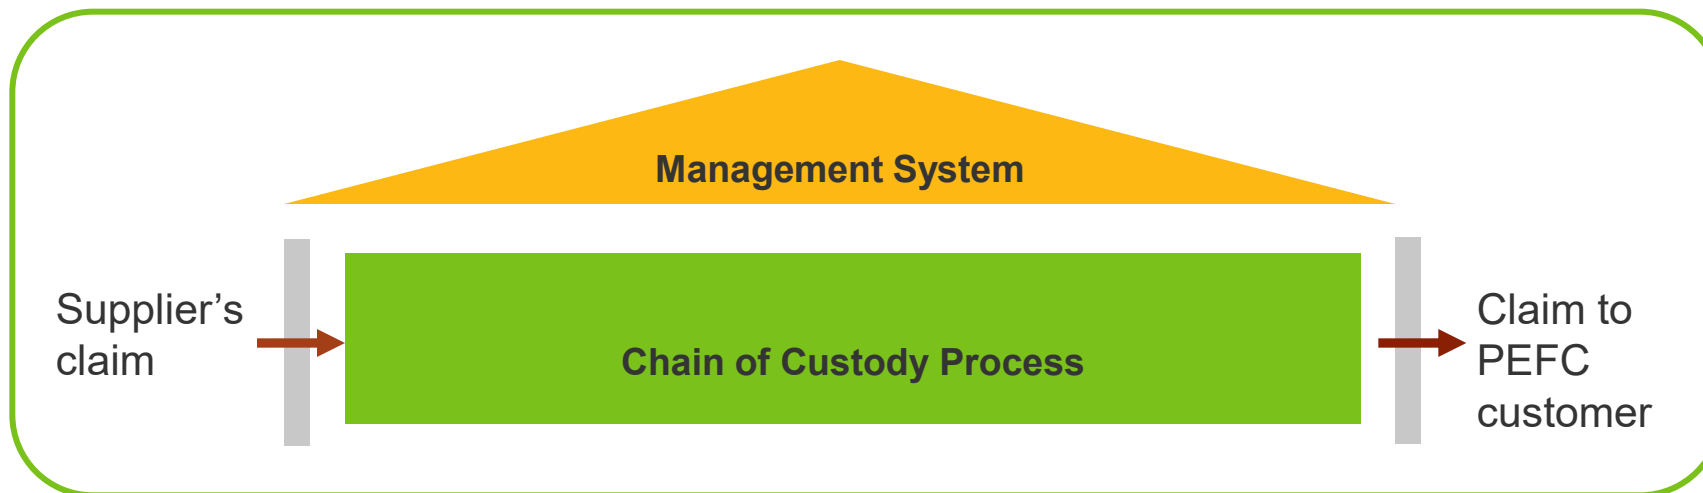 Management System
Supplier’s
claim
Chain of Custody Process
Claim to
PEFC
customer